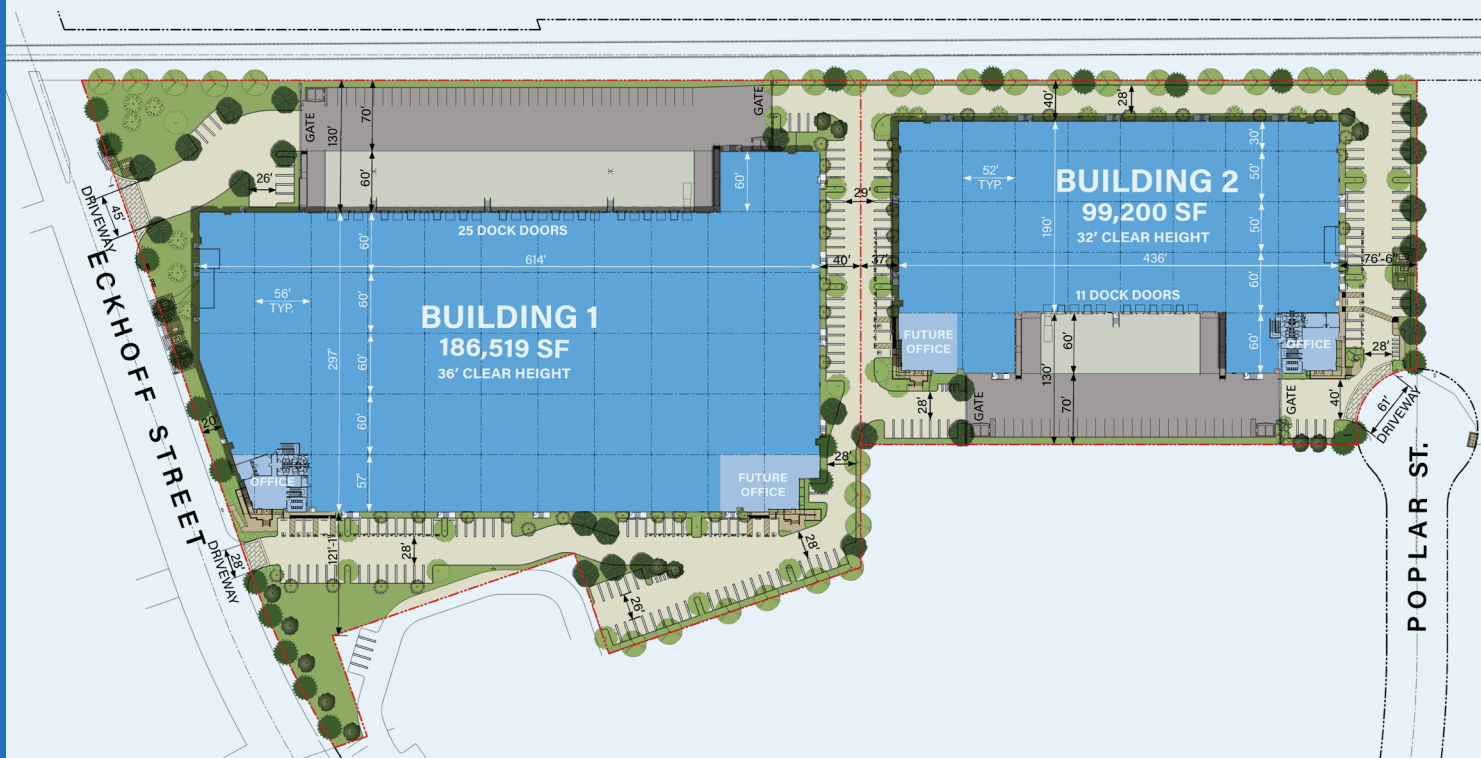 GATE
70'
130'
60'
26'
45'
DRIVEWAY
ECKHOFF STREET
25 DOCK DOORS
60'
614'
56'
TYP.
60'
BUILDING 1
186,519 SF
36' CLEAR HEIGHT
297'
60'
60'
57'
60'
20'
OFFICE
FUTURE
OFFICE
121'-1"
28'
28'
DRIVEWAY
28'
26'
28'
GATE
29'
40'
37'
40'
28'
52'
TYP.
BUILDING 2
99,200 SF
32' CLEAR HEIGHT
30'
50'
50'
60'
60'
190'
436'
76'-6"
11 DOCK DOORS
FUTURE
OFFICE
OFFICE
60'
130'
70'
28'
GATE
GATE
28'
40'
61'
DRIVEWAY
POPLAR ST.